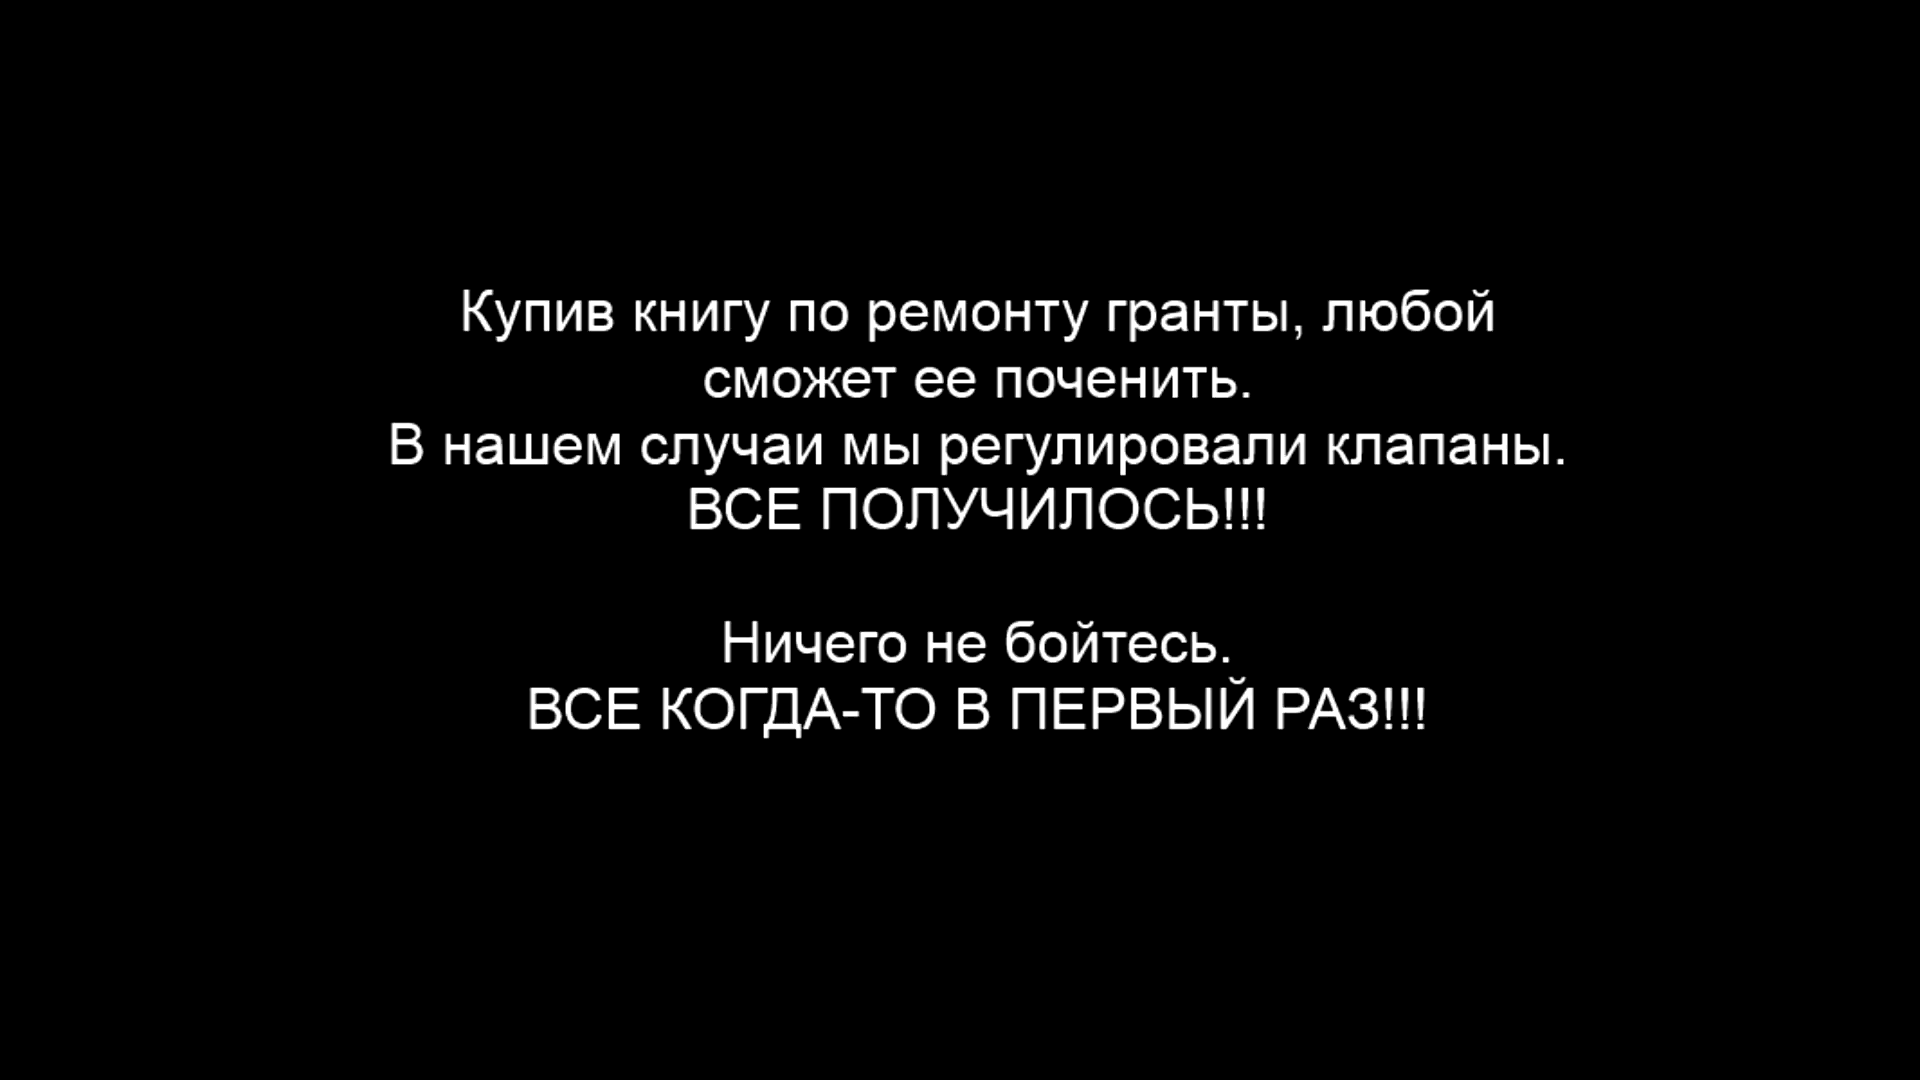 Купив книгу по ремонту гранты, любой
сможет ее поченить.
В нашем случаи мы регулировали клапаны.
ВСЕ ПОЛУЧИЛОСЬ!!!
Ничего не бойтесь.
ВСЕ КОГДА-ТО В ПЕРВЫЙ РАЗ!!!